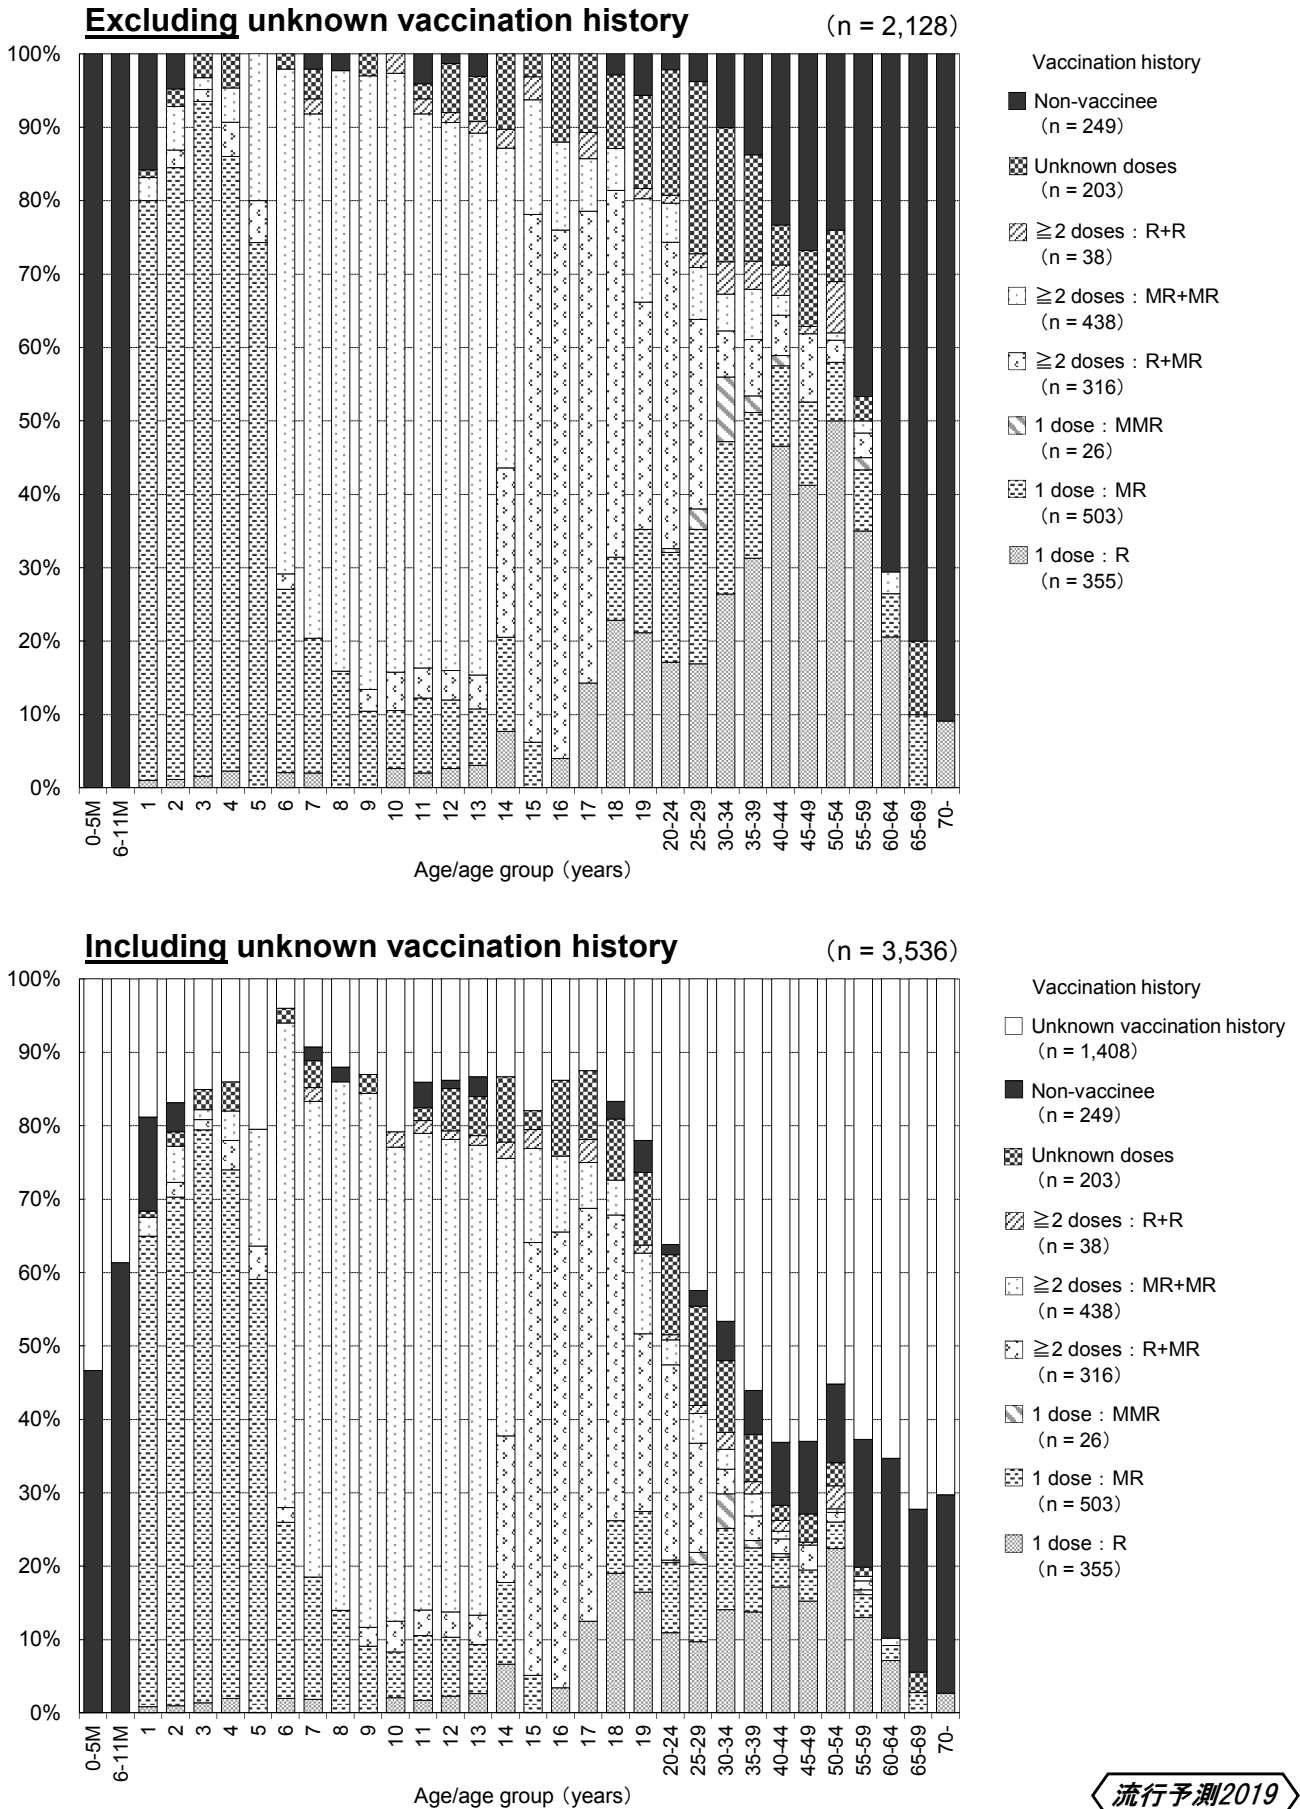 Excluding unknown vaccination history
（n = 2,128）
100%
90%
80%
70%
60%
50%
40%
30%
20%
10%
0%
0-5M
6-11M
1
2
3
4
5
6
7
8
9
10
11
12
13
14
15
16
17
18
19
20-24
25-29
30-34
35-39
40-44
45-49
50-54
55-59
60-64
65-69
70-
Age/age group（years）
Vaccination history
Non-vaccinee
（n = 249）
Unknown doses
（n = 203）
≧2 doses：R+R
（n = 38）
≧2 doses：MR+MR
（n = 438）
≧2 doses：R+MR
（n = 316）
1 dose：MMR
（n = 26）
1 dose：MR
（n = 503）
1 dose：R
（n = 355）
Including unknown vaccination history
（n = 3,536）
100%
90%
80%
70%
60%
50%
40%
30%
20%
10%
0%
0-5M
6-11M
1
2
3
4
5
6
7
8
9
10
11
12
13
14
15
16
17
18
19
20-24
25-29
30-34
35-39
40-44
45-49
50-54
55-59
60-64
65-69
70-
Age/age group（years）
Vaccination history
Unknown vaccination history
（n = 1,408）
Non-vaccinee
（n = 249）
Unknown doses
（n = 203）
≧2 doses：R+R
（n = 38）
≧2 doses：MR+MR
（n = 438）
≧2 doses：R+MR
（n = 316）
1 dose：MMR
（n = 26）
1 dose：MR
（n = 503）
1 dose：R
（n = 355）
流行予測2019